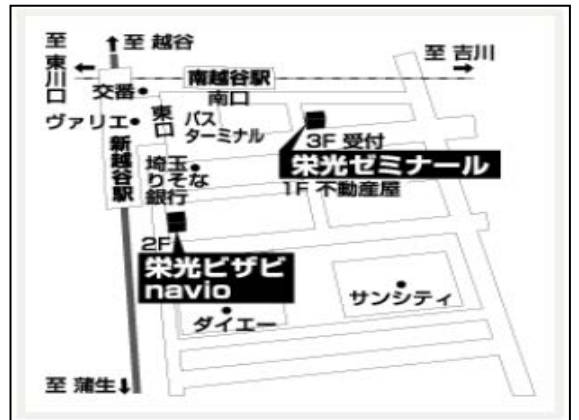 至 東川口
至 越谷
至 吉川
南越谷駅
南口
交番
ヴァリエ
東口
バス
ターミナル
新越谷駅
3F 受付
栄光ゼミナール
1F 不動産屋
埼玉
りそな
銀行
2F
栄光ビザビ
navio
サンシティ
ダイエー
至 蒲生